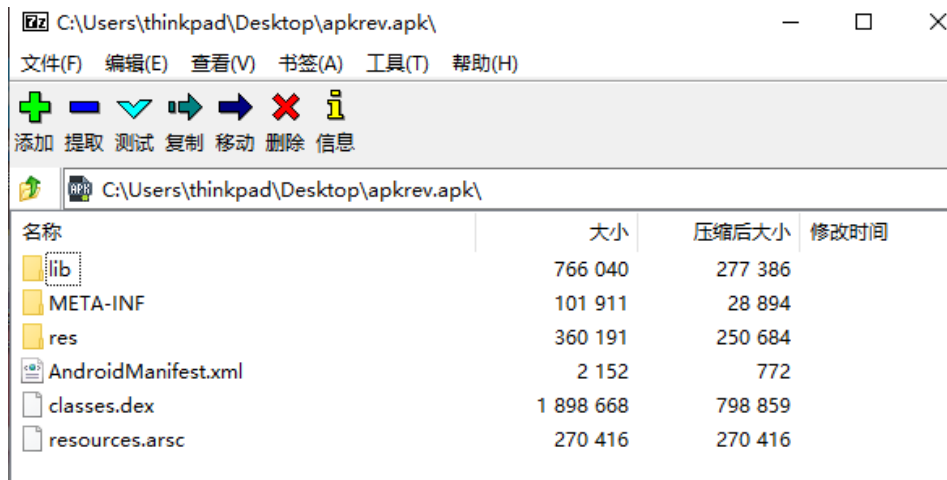 C:\Users\thinkpad\Desktop\apkrev.apk\
文件(F) 编辑(E) 查看(V) 书签(A) 工具(T) 帮助(H)
添加 提取 测试 复制 移动 删除 信息
C:\Users\thinkpad\Desktop\apkrev.apk\
名称 大小 压缩后大小 修改时间
lib 766 040 277 386
META-INF 101 911 28 894
res 360 191 250 684
AndroidManifest.xml 2 152 772
classes.dex 1 898 668 798 859
resources.arsc 270 416 270 416